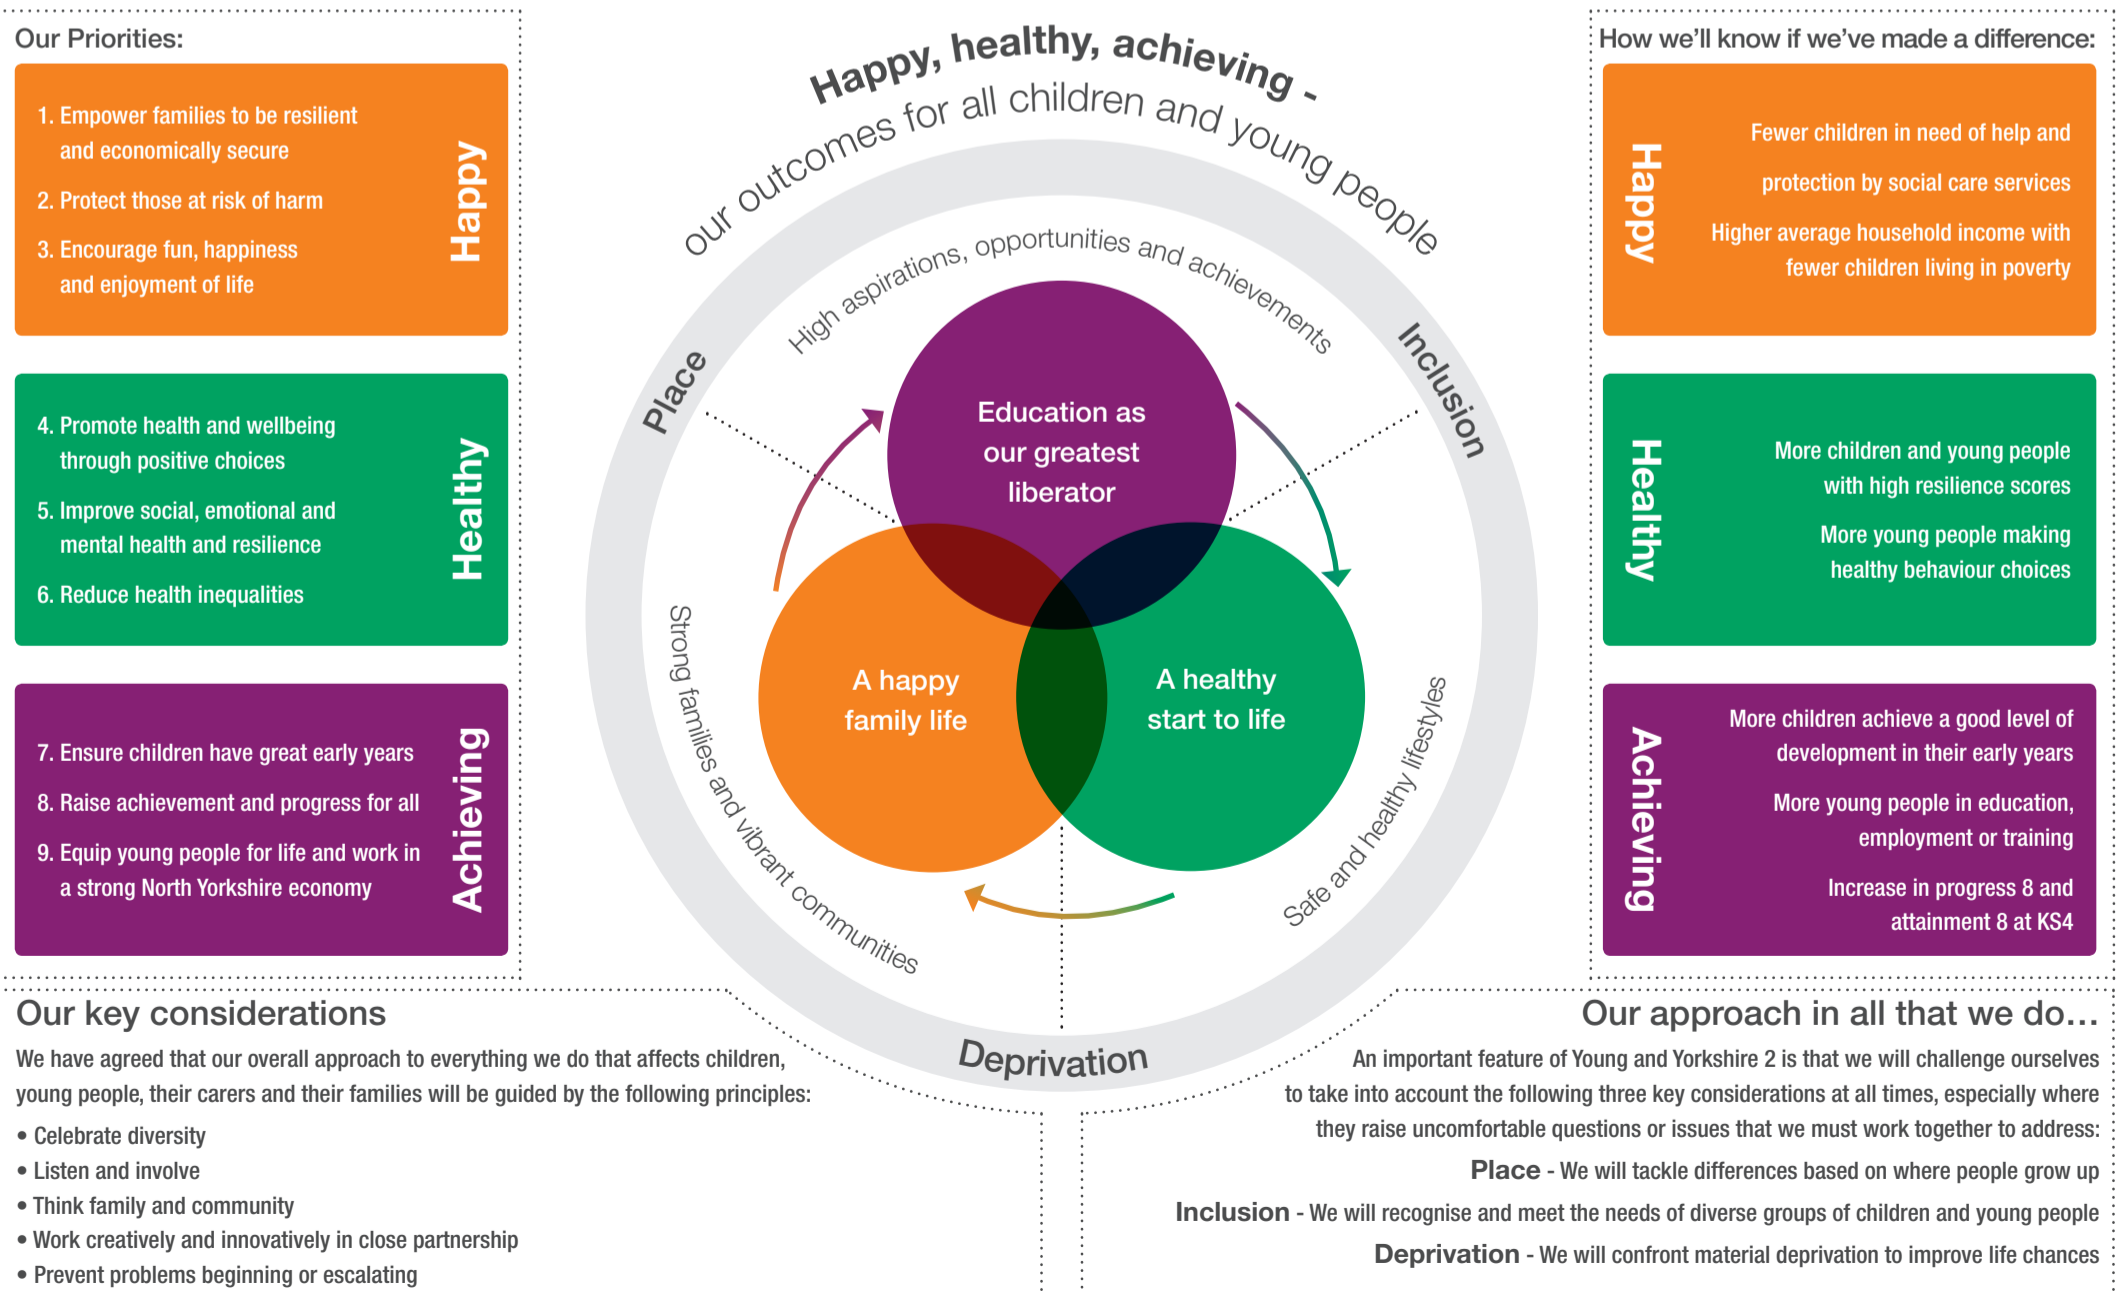 Our Priorities:
1. Empower families to be resilient
and economically secure
2. Protect those at risk of harm
3. Encourage fun, happiness
and enjoyment of life
Happy
4. Promote health and wellbeing
through positive choices
5. Improve social, emotional and
mental health and resilience
6. Reduce health inequalities
Healthy
7. Ensure children have great early years
8. Raise achievement and progress for all
9. Equip young people for life and work in
a strong North Yorkshire economy
Achieving
Happy, healthy, achieving -
our outcomes for all children and young people
Place
Inclusion
Deprivation
High aspirations, opportunities and achievements
Strong families and vibrant communities
Safe and healthy lifestyles
Education as
our greatest
liberator
A happy
family life
A healthy
start to life
How we'll know if we've made a difference:
Happy
Fewer children in need of help and
protection by social care services
Higher average household income with
fewer children living in poverty
Healthy
More children and young people
with high resilience scores
More young people making
healthy behaviour choices
Achieving
More children achieve a good level of
development in their early years
More young people in education,
employment or training
Increase in progress 8 and
attainment 8 at KS4
Our key considerations
We have agreed that our overall approach to everything we do that affects children,
young people, their carers and their families will be guided by the following principles:
• Celebrate diversity
• Listen and involve
• Think family and community
• Work creatively and innovatively in close partnership
• Prevent problems beginning or escalating
Our approach in all that we do...
An important feature of Young and Yorkshire 2 is that we will challenge ourselves
to take into account the following three key considerations at all times, especially where
they raise uncomfortable questions or issues that we must work together to address:
Place - We will tackle differences based on where people grow up
Inclusion - We will recognise and meet the needs of diverse groups of children and young people
Deprivation - We will confront material deprivation to improve life chances